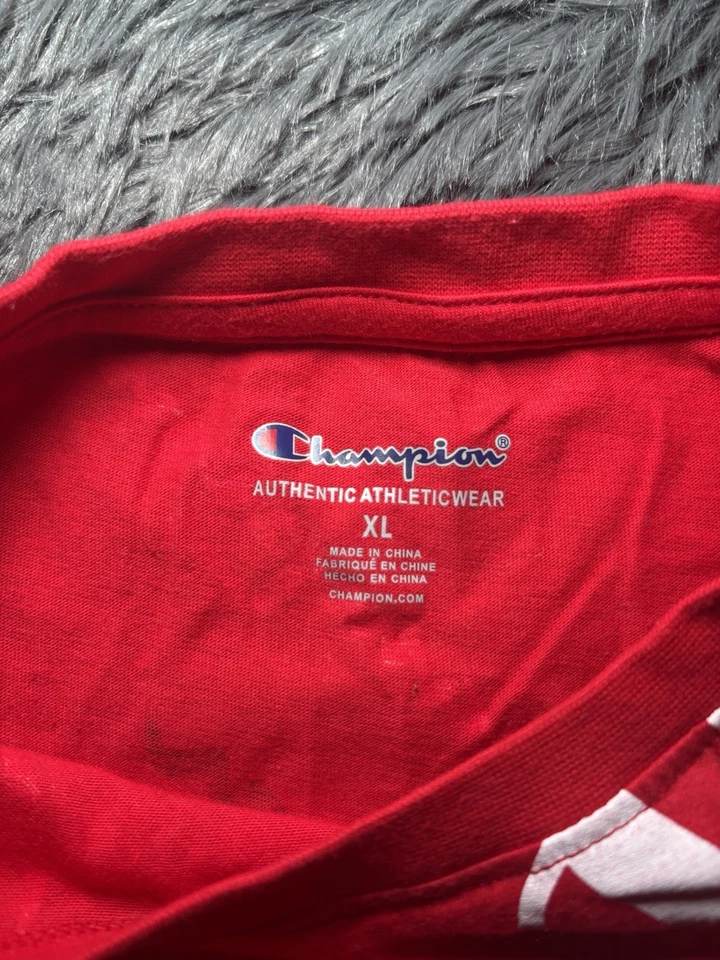 Champion®
AUTHENTIC ATHLETICWEAR
XL
MADE IN CHINA
FABRIQUÉ EN CHINE
HECHO EN CHINA
CHAMPION.COM